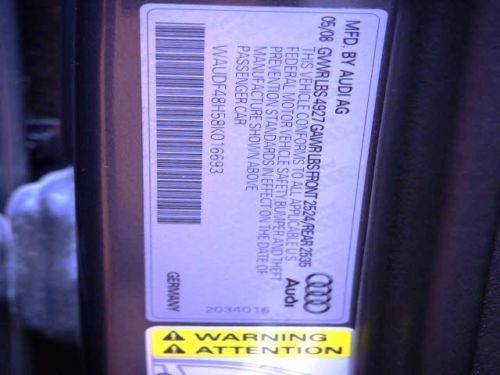 MFD. BY AUDI AG
05/08 GVWR LBS 4927 GAWR LBS FRONT 2524/REAR 2535
THIS VEHICLE CONFORMS TO ALL APPLICABLE U.S
FEDERAL MOTOR VEHICLE SAFETY BUMPER AND THEFT
PREVENTION STANDARDS IN EFFECT ON THE DATE OF
MANUFACTURE SHOWN ABOVE
PASSENGER CAR
WAUDF48H58K016693
GERMANY
Audi
2034016
WARNING
ATTENTION